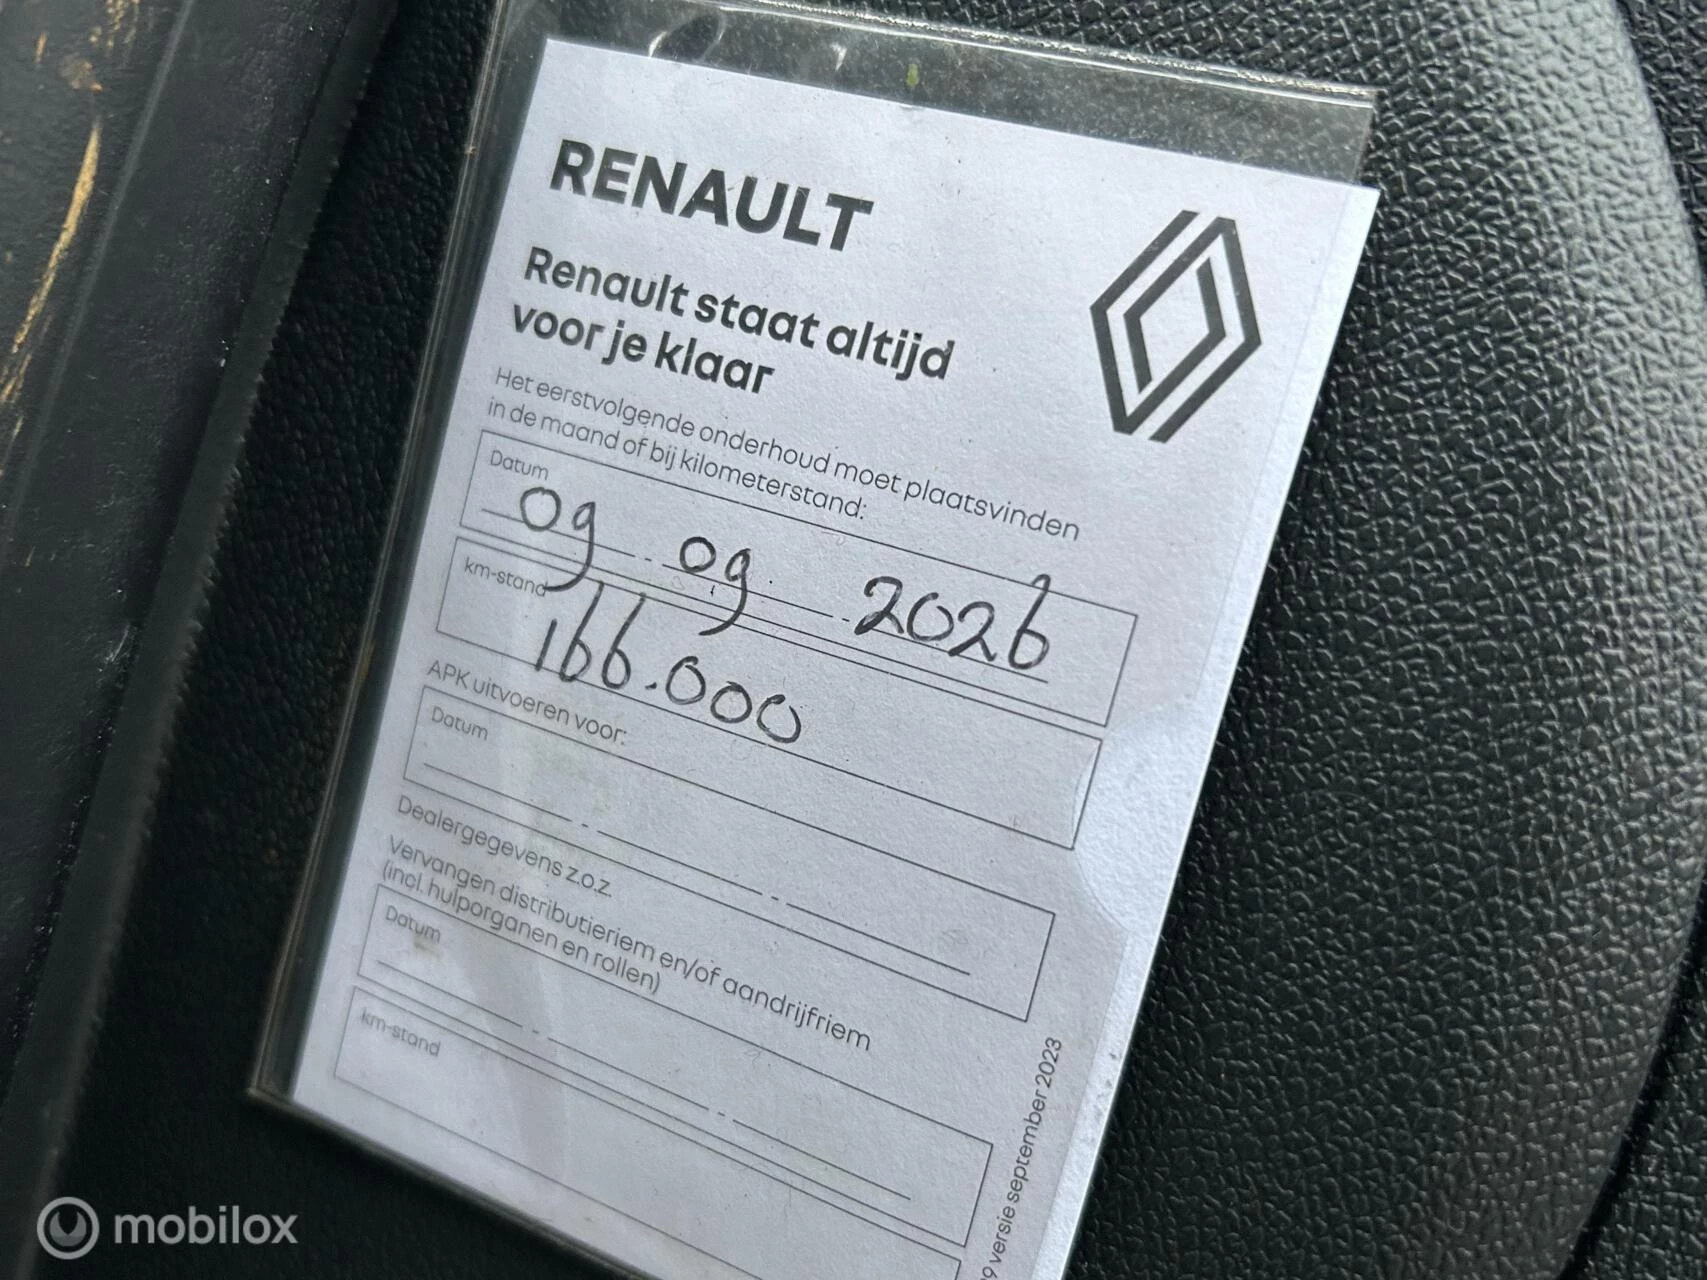 RENAULT
Renault staat altijd
voor je klaar
Het eerstvolgende onderhoud moet plaatsvinden
in de maand of bij kilometerstand:
Datum
09 - 09 - 2026
km-stand
166.000
APK uitvoeren voor:
Datum
Dealergegevens z.o.z.
Vervangen distributieriem en/of aandrijfriem
(incl. hulporganen en rollen)
Datum
km-stand
versie september 2023
mobilox